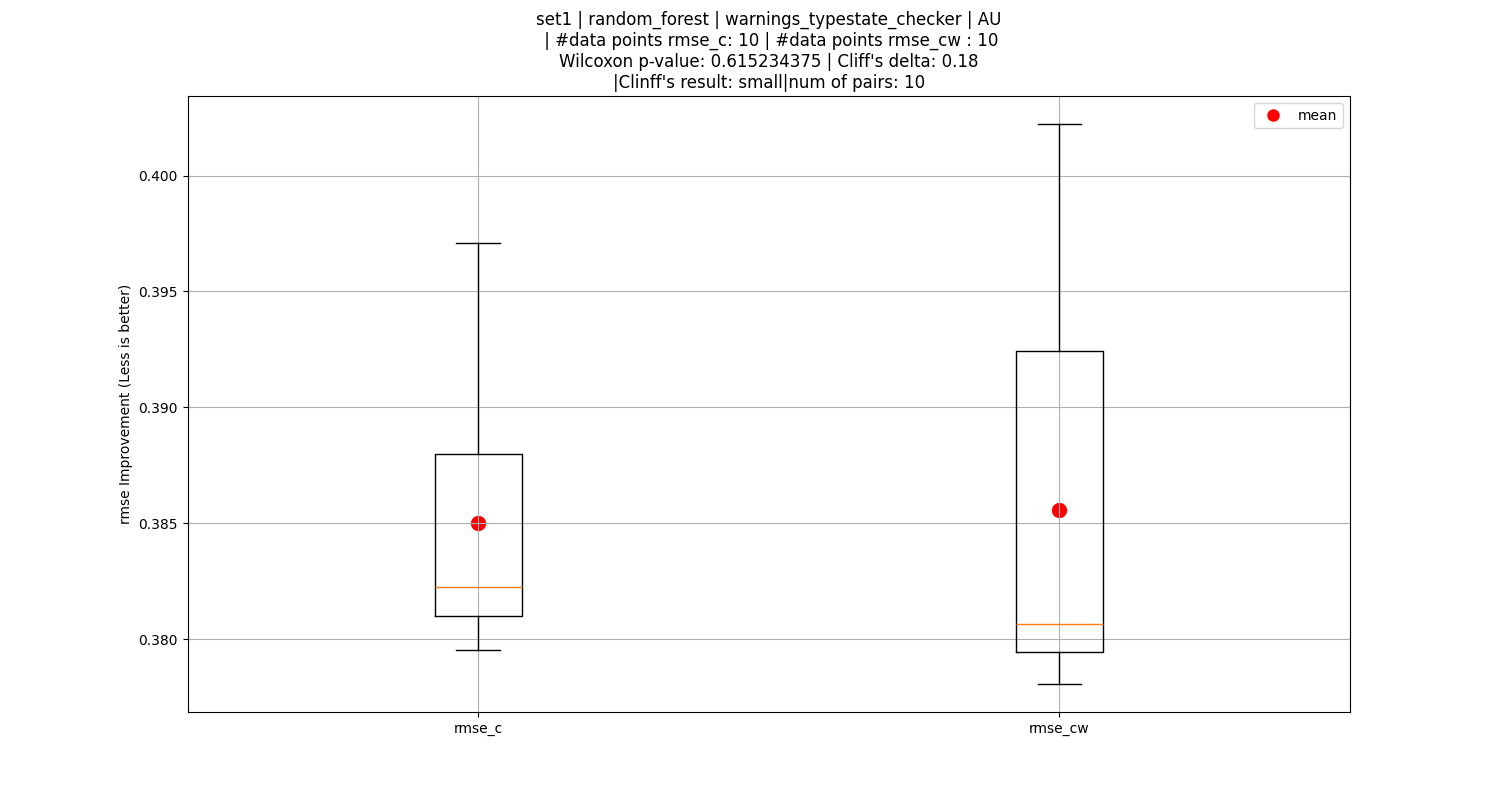 set1 | random_forest | warnings_typestate_checker | AU
| #data points rmse_c: 10 | #data points rmse_cw : 10
Wilcoxon p-value: 0.615234375 | Cliff's delta: 0.18
|Clinff's result: small|num of pairs: 10
mean
0.400
0.395
0.390
0.385
0.380
rmse Improvement (Less is better)
rmse_c
rmse_cw